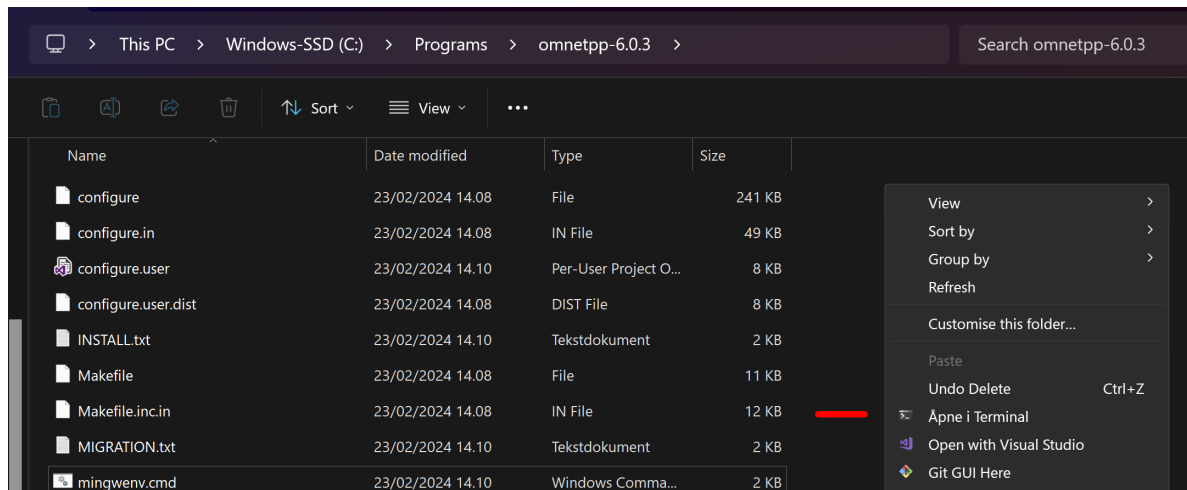 This PC > Windows-SSD (C:) > Programs > omnetpp-6.0.3 > Search omnetpp-6.0.3
Sort View
Name Date modified Type Size
configure 23/02/2024 14.08 File 241 KB
configure.in 23/02/2024 14.08 IN File 49 KB
configure.user 23/02/2024 14.10 Per-User Project O... 8 KB
configure.user.dist 23/02/2024 14.08 DIST File 8 KB
INSTALL.txt 23/02/2024 14.10 Tekstdokument 2 KB
Makefile 23/02/2024 14.08 File 11 KB
Makefile.inc.in 23/02/2024 14.08 IN File 12 KB
MIGRATION.txt 23/02/2024 14.10 Tekstdokument 2 KB
mingwenv.cmd 23/02/2024 14.10 Windows Comma... 2 KB
View
Sort by
Group by
Refresh
Customise this folder...
Paste
Undo Delete Ctrl+Z
Åpne i Terminal
Open with Visual Studio
Git GUI Here